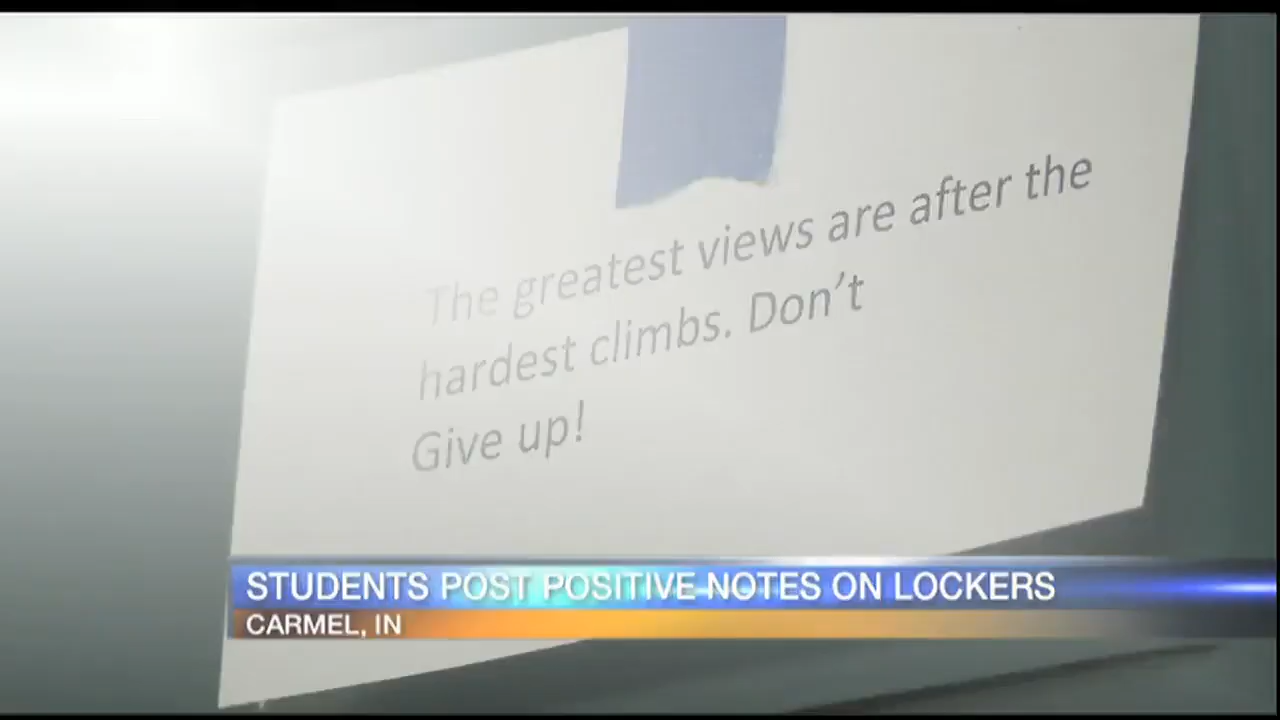 The greatest views are after the
hardest climbs. Don't
Give up!
STUDENTS POST POSITIVE NOTES ON LOCKERS
CARMEL, IN